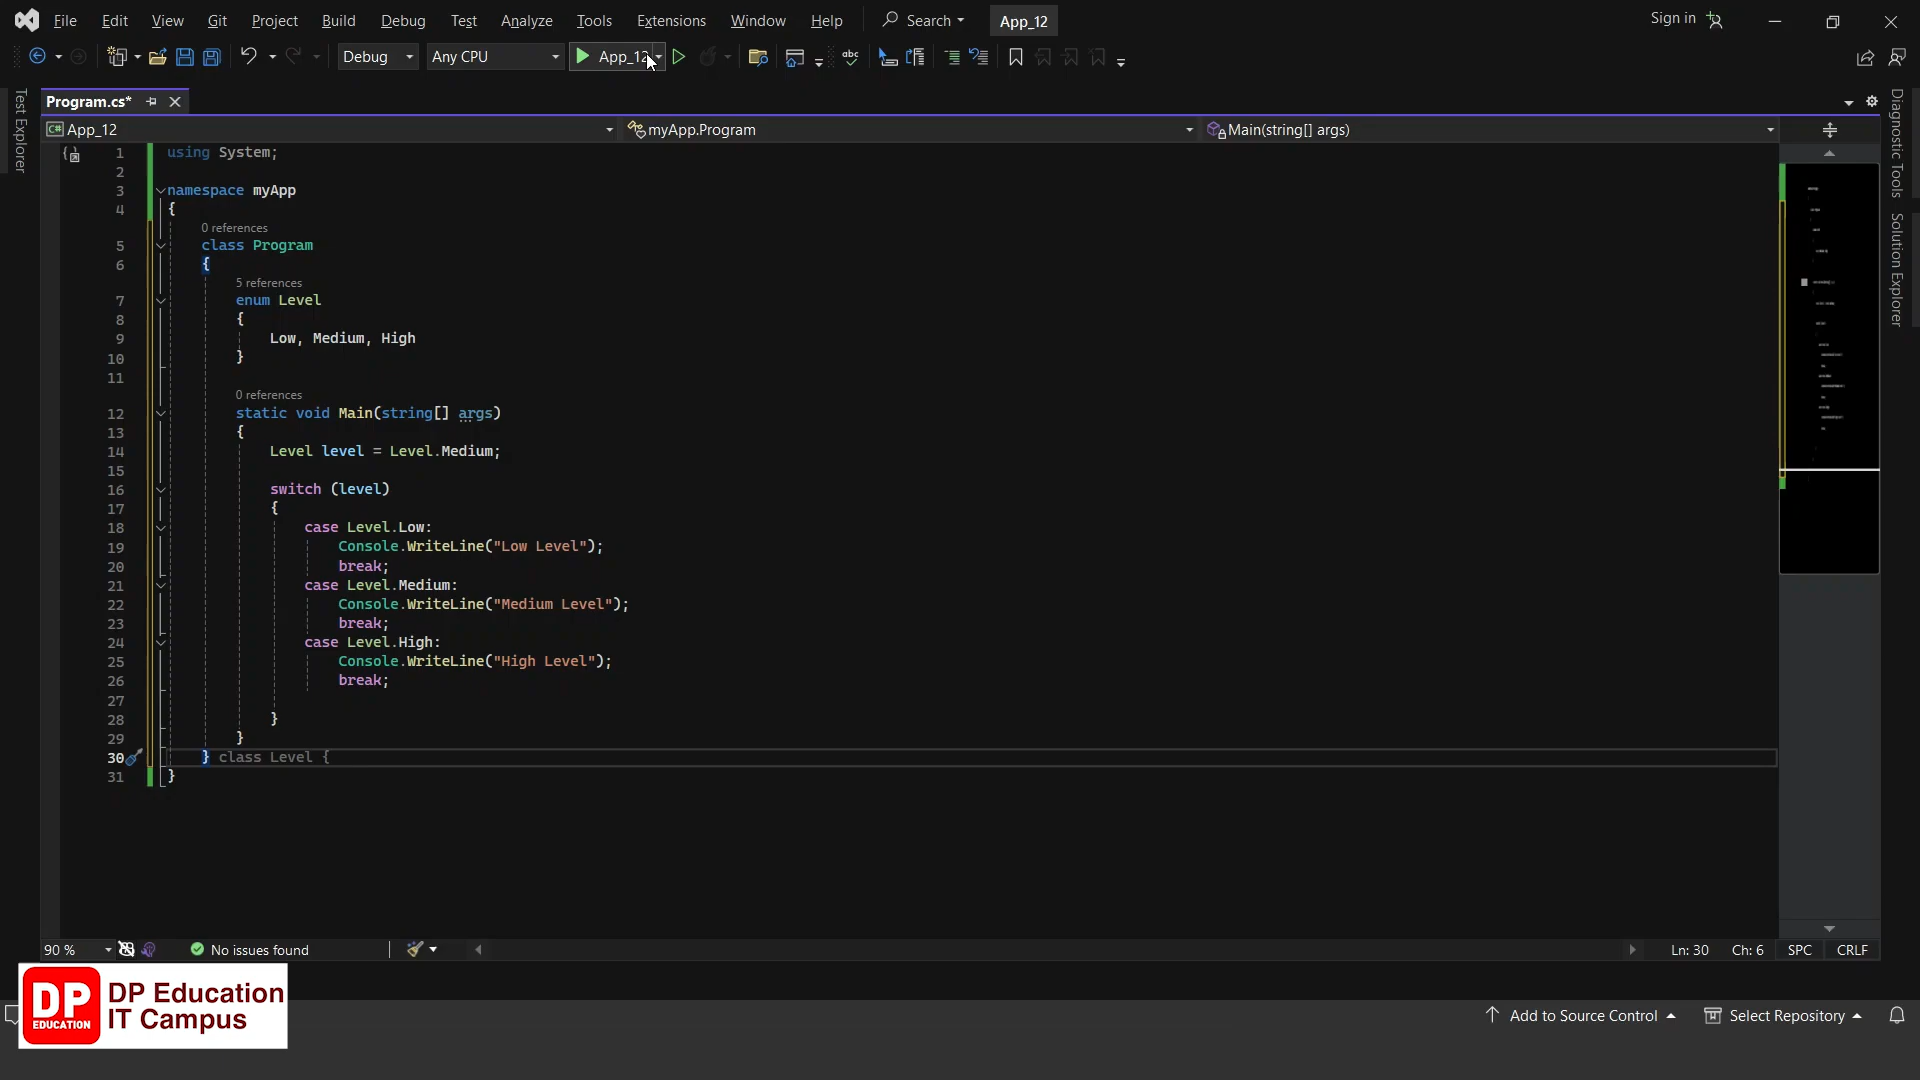 File Edit View Git Project Build Debug Test Analyze Tools Extensions Window Help Search App_12 Sign in
Debug Any CPU App_12
Test Explorer
Program.cs*
App_12 myApp.Program Main(string[] args)
1 using System;
2
3 namespace myApp
4 {
0 references
5 class Program
6 {
5 references
7 enum Level
8 {
9 Low, Medium, High
10 }
11
0 references
12 static void Main(string[] args)
13 {
14 Level level = Level.Medium;
15
16 switch (level)
17 {
18 case Level.Low:
19 Console.WriteLine("Low Level");
20 break;
21 case Level.Medium:
22 Console.WriteLine("Medium Level");
23 break;
24 case Level.High:
25 Console.WriteLine("High Level");
26 break;
27
28 }
29 }
30 } class Level {
31 }
Diagnostic Tools
Solution Explorer
90 % No issues found Ln: 30 Ch: 6 SPC CRLF
DP EDUCATION
DP Education
IT Campus
Add to Source Control Select Repository